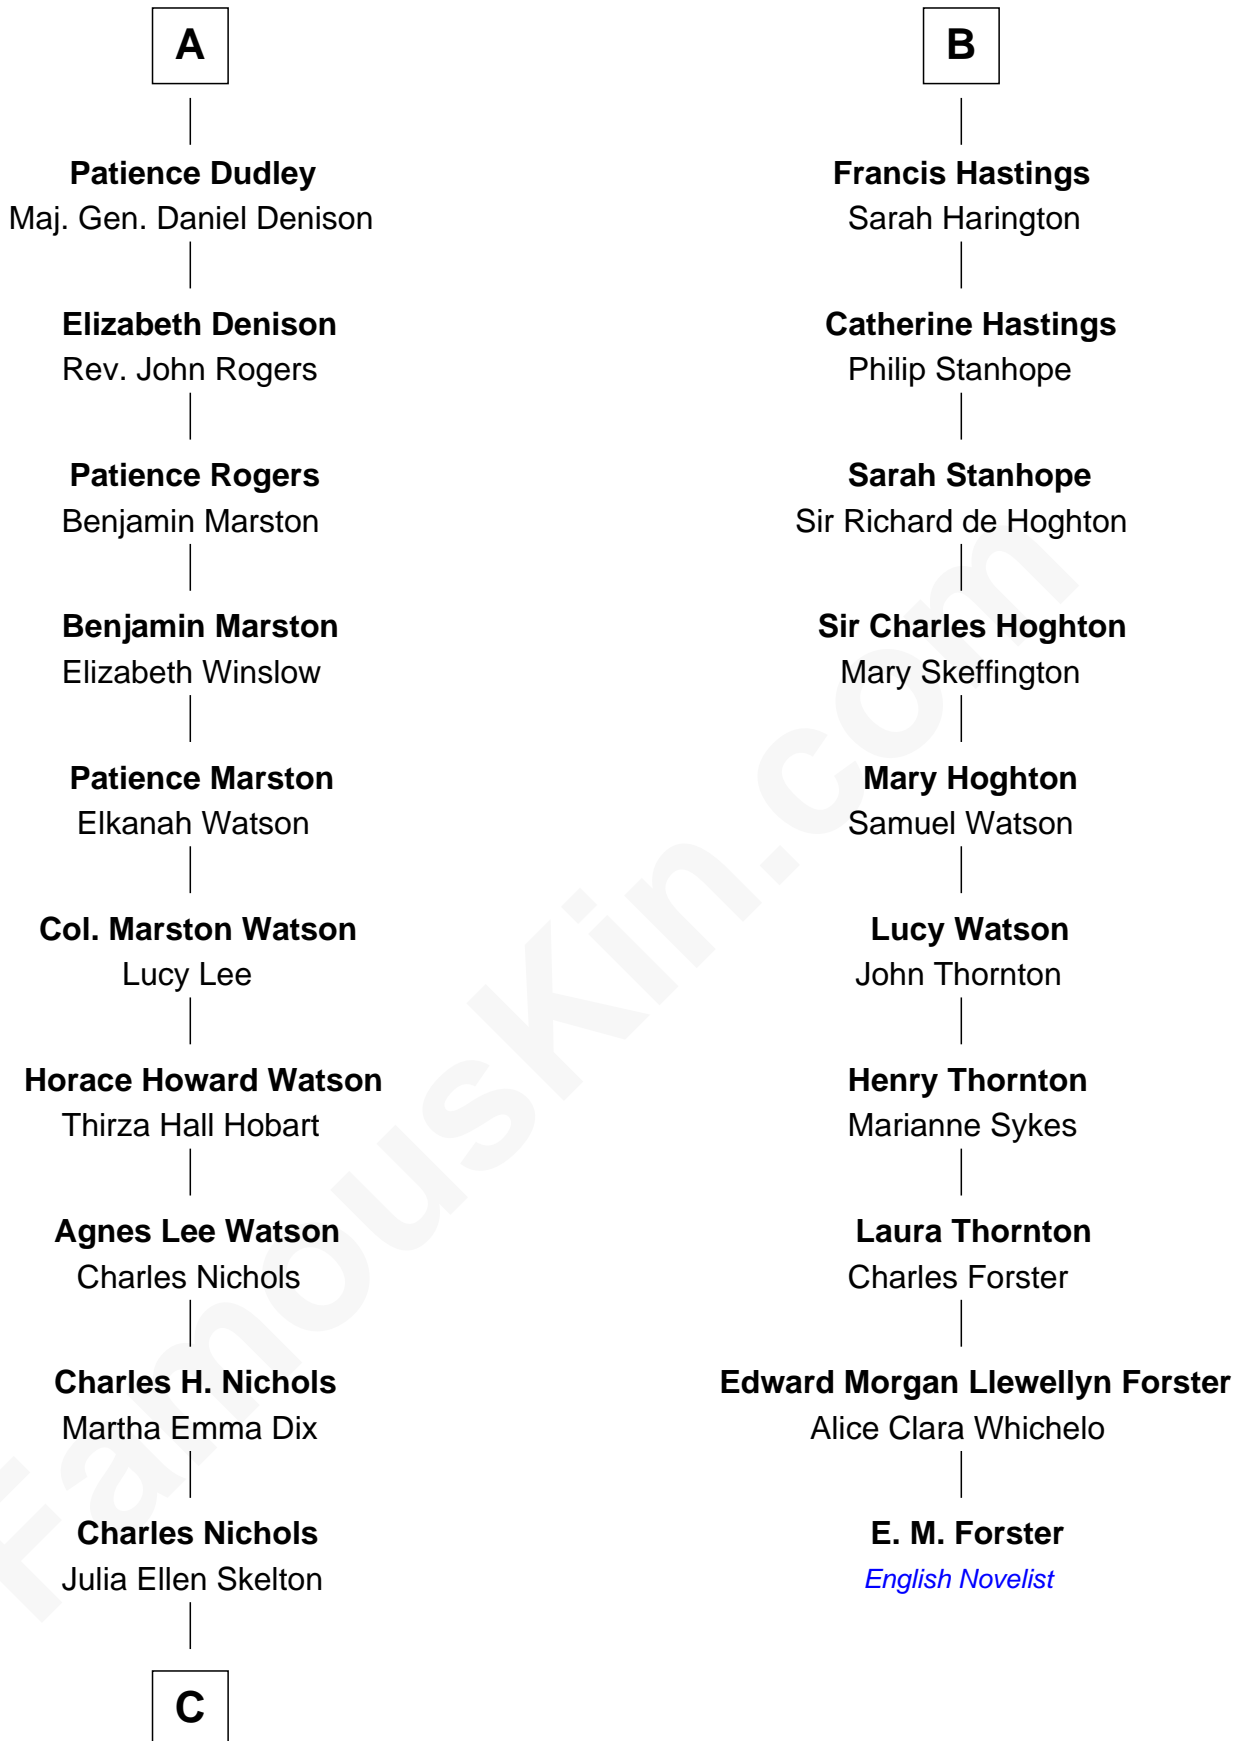 A
Patience Dudley
Maj. Gen. Daniel Denison
Elizabeth Denison
Rev. John Rogers
Patience Rogers
Benjamin Marston
Benjamin Marston
Elizabeth Winslow
Patience Marston
Elkanah Watson
Col. Marston Watson
Lucy Lee
Horace Howard Watson
Thirza Hall Hobart
Agnes Lee Watson
Charles Nichols
Charles H. Nichols
Martha Emma Dix
Charles Nichols
Julia Ellen Skelton
C
B
Francis Hastings
Sarah Harington
Catherine Hastings
Philip Stanhope
Sarah Stanhope
Sir Richard de Hoghton
Sir Charles Hoghton
Mary Skeffington
Mary Hoghton
Samuel Watson
Lucy Watson
John Thornton
Henry Thornton
Marianne Sykes
Laura Thornton
Charles Forster
Edward Morgan Llewellyn Forster
Alice Clara Whichelo
E. M. Forster
English Novelist
FamousKin.com